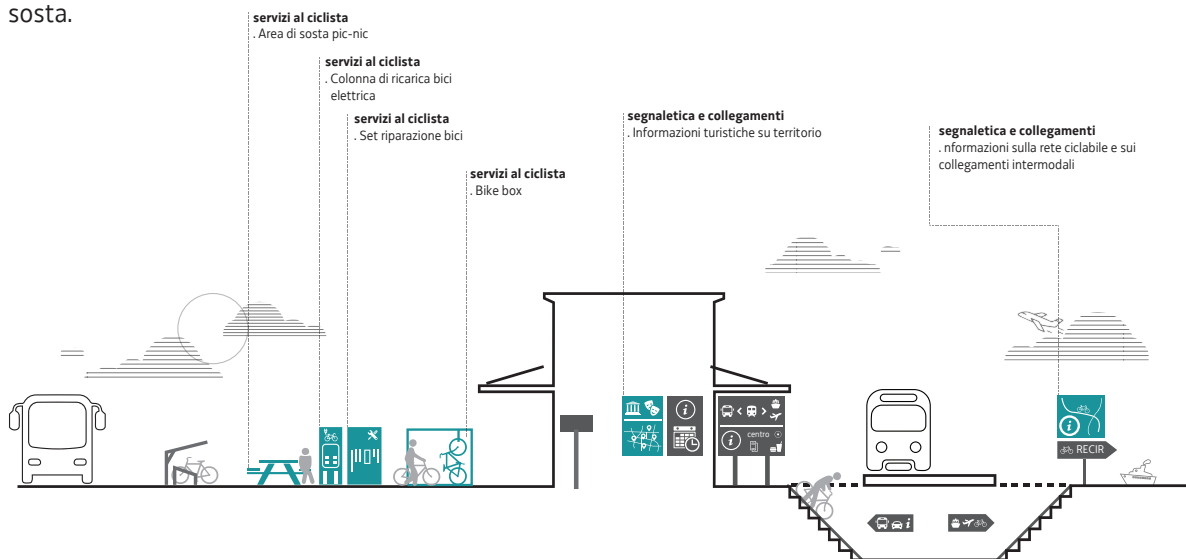 sosta.
servizi al ciclista
. Area di sosta pic-nic
servizi al ciclista
. Colonna di ricarica bici
elettrica
servizi al ciclista
. Set riparazione bici
servizi al ciclista
. Bike box
segnaletica e collegamenti
. Informazioni turistiche su territorio
segnaletica e collegamenti
. nformazioni sulla rete ciclabile e sui
collegamenti intermodali
i
< >
i
centro
i
RECIR
i